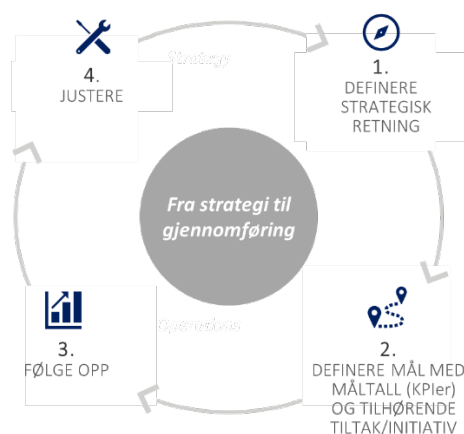 Strategy
4.
JUSTERE
1.
DEFINERE
STRATEGISK
RETNING
Fra strategi til
gjennomføring
Operations
3.
FØLGE OPP
2.
DEFINERE MÅL MED
MÅLTALL (KPIer)
OG TILHØRENDE
TILTAK/INITIATIV